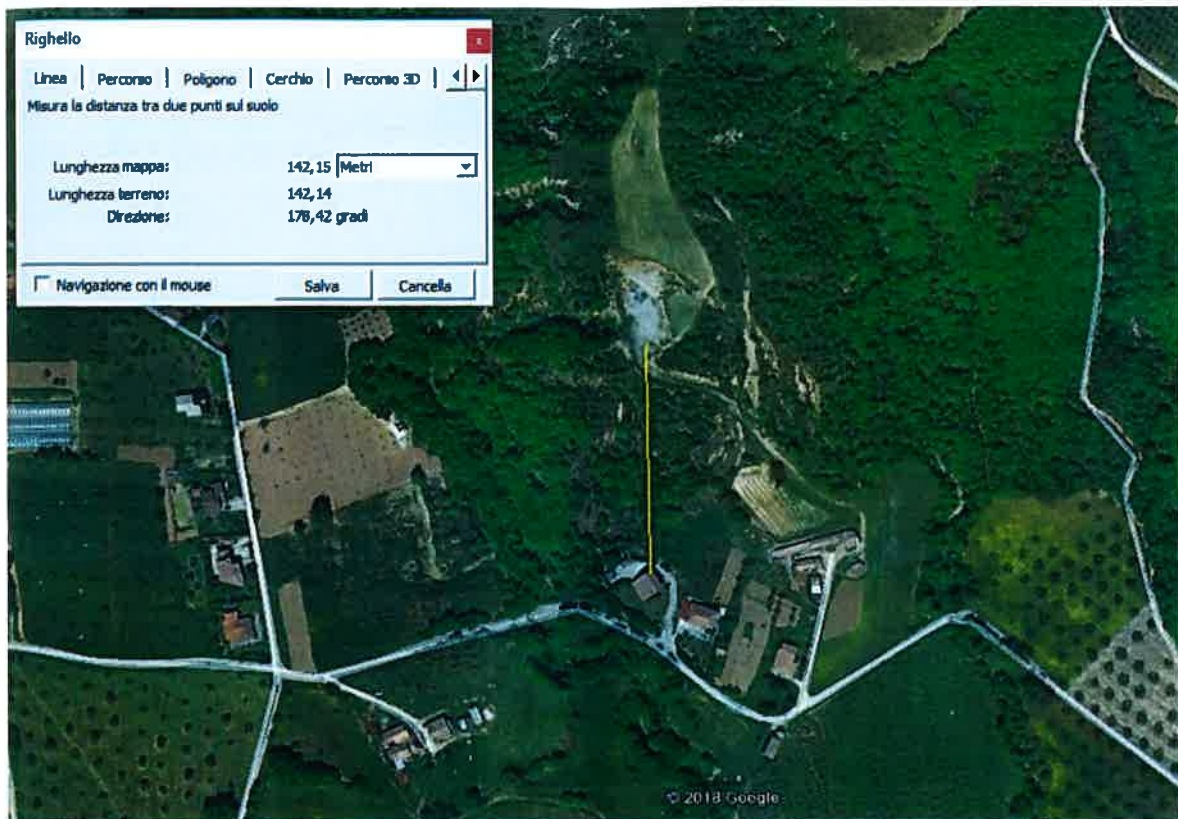 Righello
x
Linea Percorso Poligono Cerchio Percorso 3D
Misura la distanza tra due punti sul suolo
Lunghezza mappa: 142,15 Metri
Lunghezza terreno: 142,14
Direzione: 178,42 gradi
Navigazione con il mouse Salva Cancella
© 2018 Google